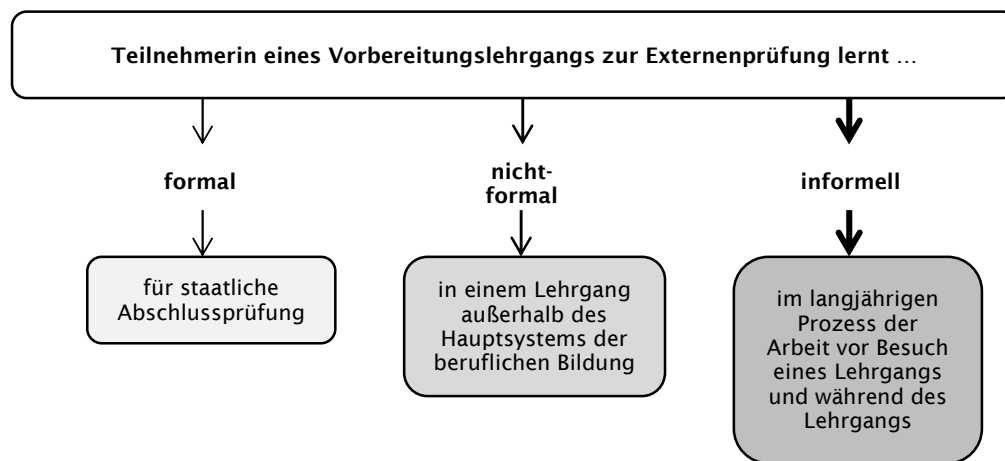 Teilnehmerin eines Vorbereitungslehrgangs zur Externenprüfung lernt …
formal
nicht-
formal
informell
für staatliche
Abschlussprüfung
in einem Lehrgang
außerhalb des
Hauptsystems der
beruflichen Bildung
im langjährigen
Prozess der
Arbeit vor Besuch
eines Lehrgangs
und während des
Lehrgangs